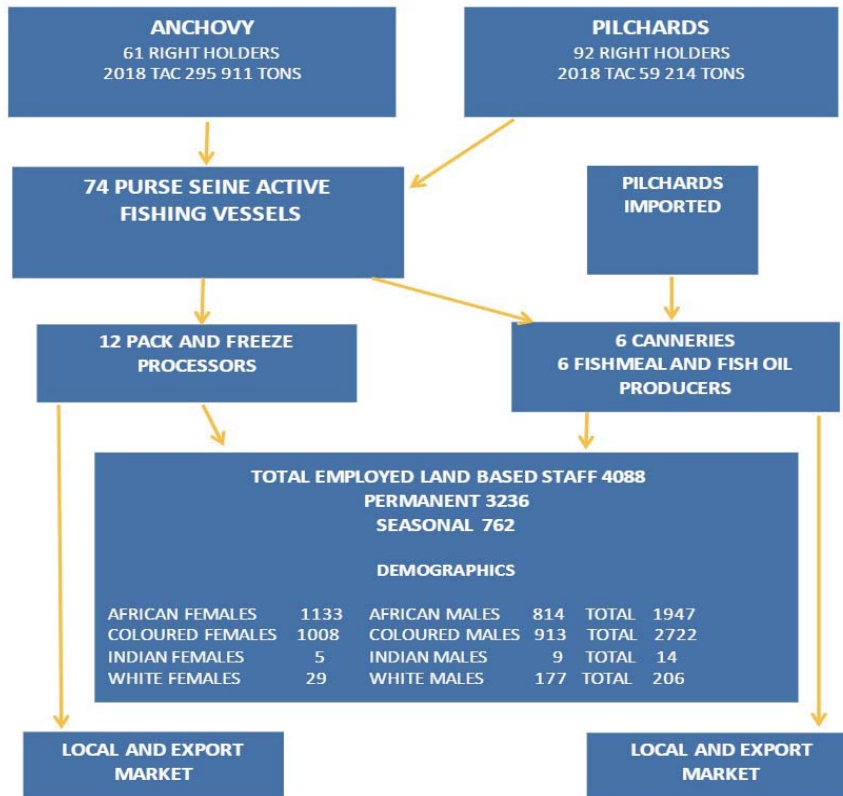 ANCHOVY
61 RIGHT HOLDERS
2018 TAC 295 911 TONS
PILCHARDS
92 RIGHT HOLDERS
2018 TAC 59 214 TONS
74 PURSE SEINE ACTIVE
FISHING VESSELS
PILCHARDS
IMPORTED
12 PACK AND FREEZE
PROCESSORS
6 CANNERIES
6 FISHMEAL AND FISH OIL
PRODUCERS
TOTAL EMPLOYED LAND BASED STAFF 4088
PERMANENT 3236
SEASONAL 762
DEMOGRAPHICS
AFRICAN FEMALES 1133 AFRICAN MALES 814 TOTAL 1947
COLOURED FEMALES 1008 COLOURED MALES 913 TOTAL 2722
INDIAN FEMALES 5 INDIAN MALES 9 TOTAL 14
WHITE FEMALES 29 WHITE MALES 177 TOTAL 206
LOCAL AND EXPORT
MARKET
LOCAL AND EXPORT
MARKET